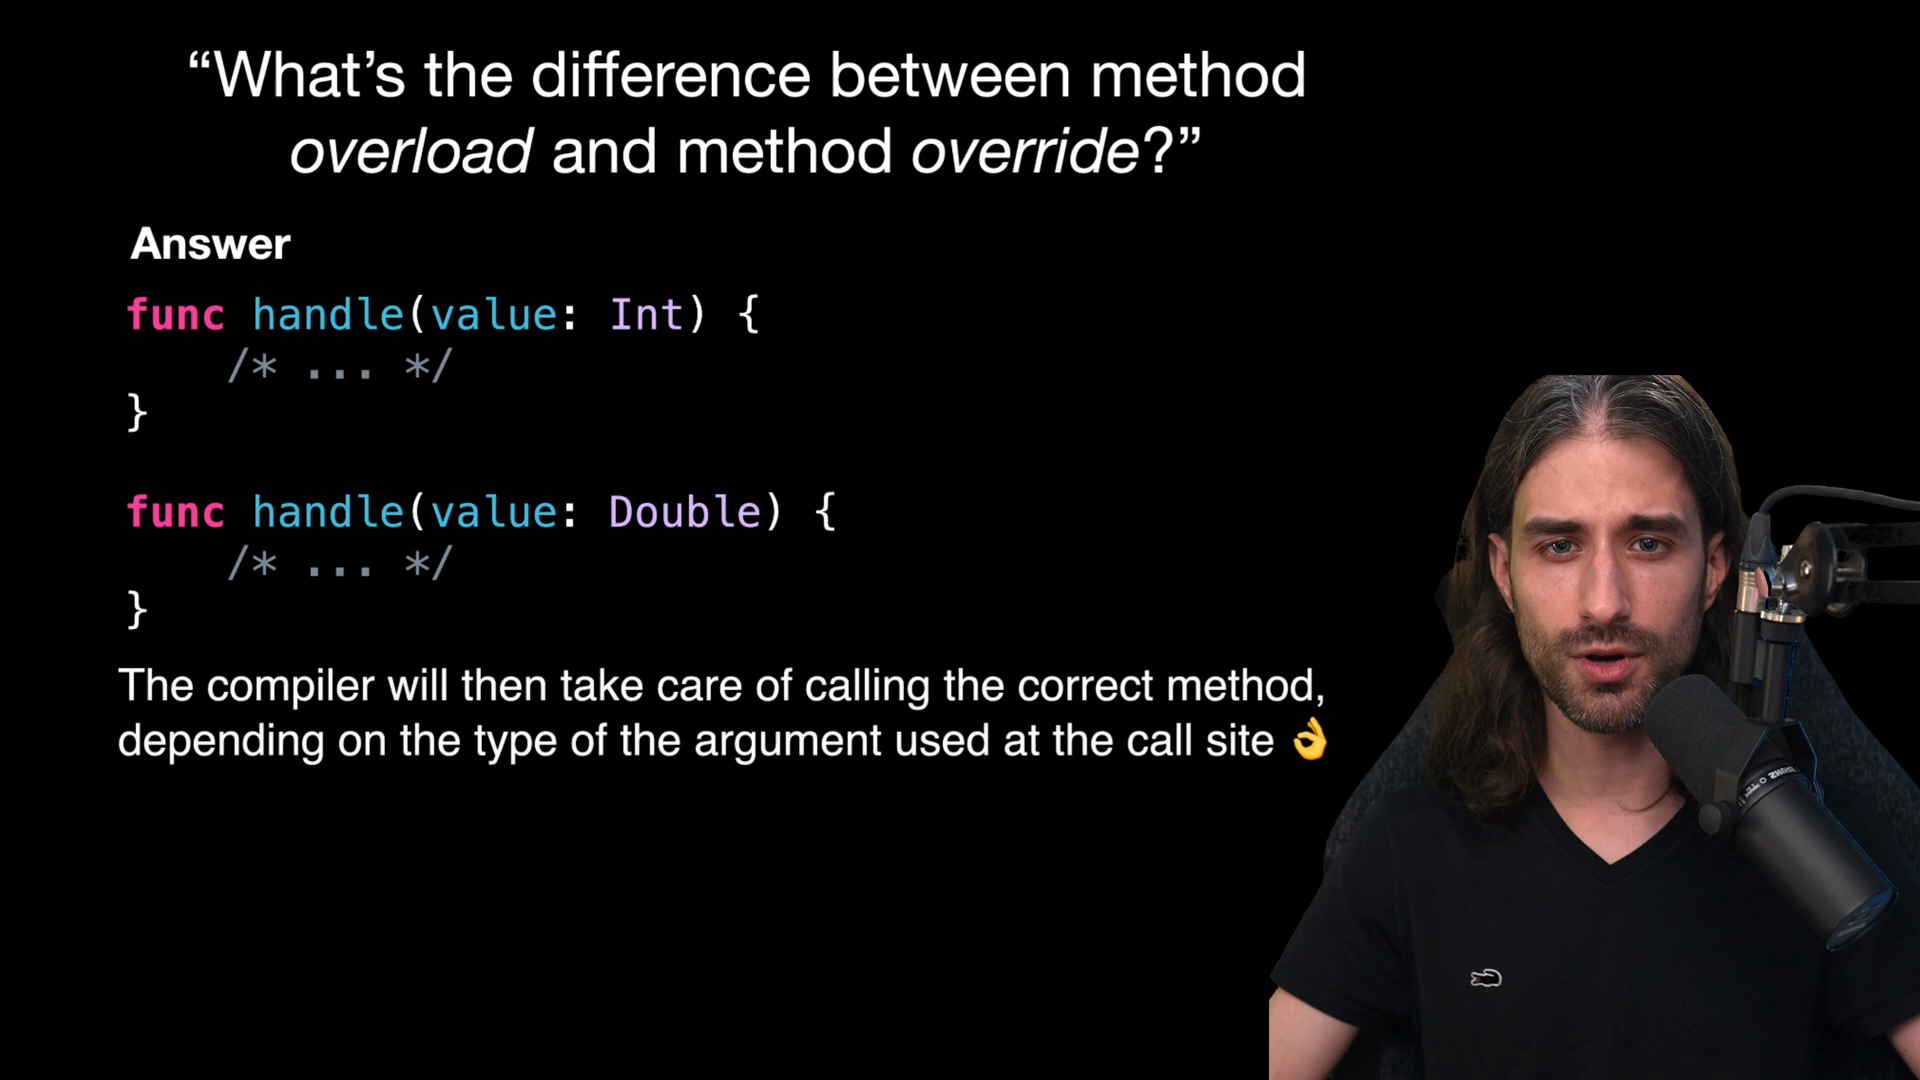 “What’s the difference between method
overload and method override?”
Answer
func handle(value: Int) {
/* ... */
}
func handle(value: Double) {
/* ... */
}
The compiler will then take care of calling the correct method,
depending on the type of the argument used at the call site 👌
SHURE